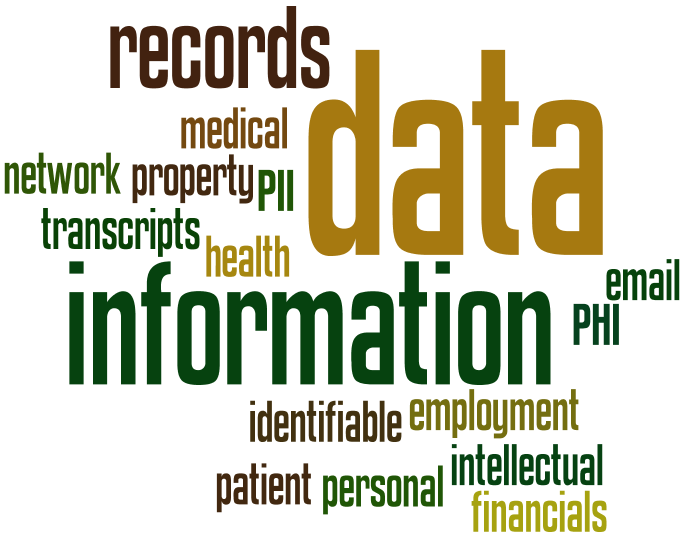 records
data
medical
network property PII
transcripts
health
information
email
PHI
identifiable employment
patient personal intellectual
financials